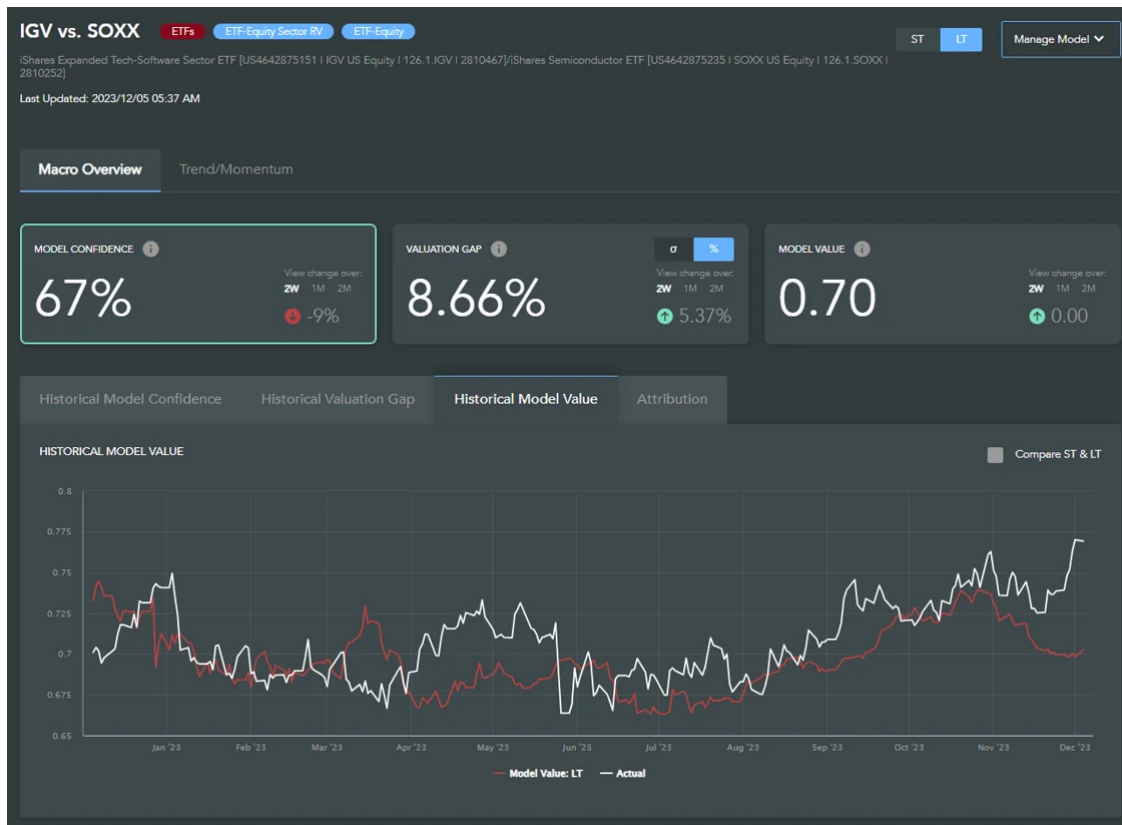 IGV vs. SOXX ETFs ETF-Equity Sector RV ETF-Equity
ST LT Manage Model
iShares Expanded Tech-Software Sector ETF [US4642875151 | IGV US Equity | 126.1.IGV | 2810467]/iShares Semiconductor ETF [US4642875235 | SOXX US Equity | 126.1.SOXX |
2810252]
Last Updated: 2023/12/05 05:37 AM
Macro Overview Trend/Momentum
MODEL CONFIDENCE i
View change over:
2W 1M 2M
67%
-9%
VALUATION GAP i σ %
View change over:
2W 1M 2M
8.66%
5.37%
MODEL VALUE i
View change over:
2W 1M 2M
0.70
0.00
Historical Model Confidence Historical Valuation Gap Historical Model Value Attribution
HISTORICAL MODEL VALUE
Compare ST & LT
0.8
0.775
0.75
0.725
0.7
0.675
0.65
Jan '23 Feb '23 Mar '23 Apr '23 May '23 Jun '23 Jul '23 Aug '23 Sep '23 Oct '23 Nov '23 Dec '23
Model Value: LT Actual